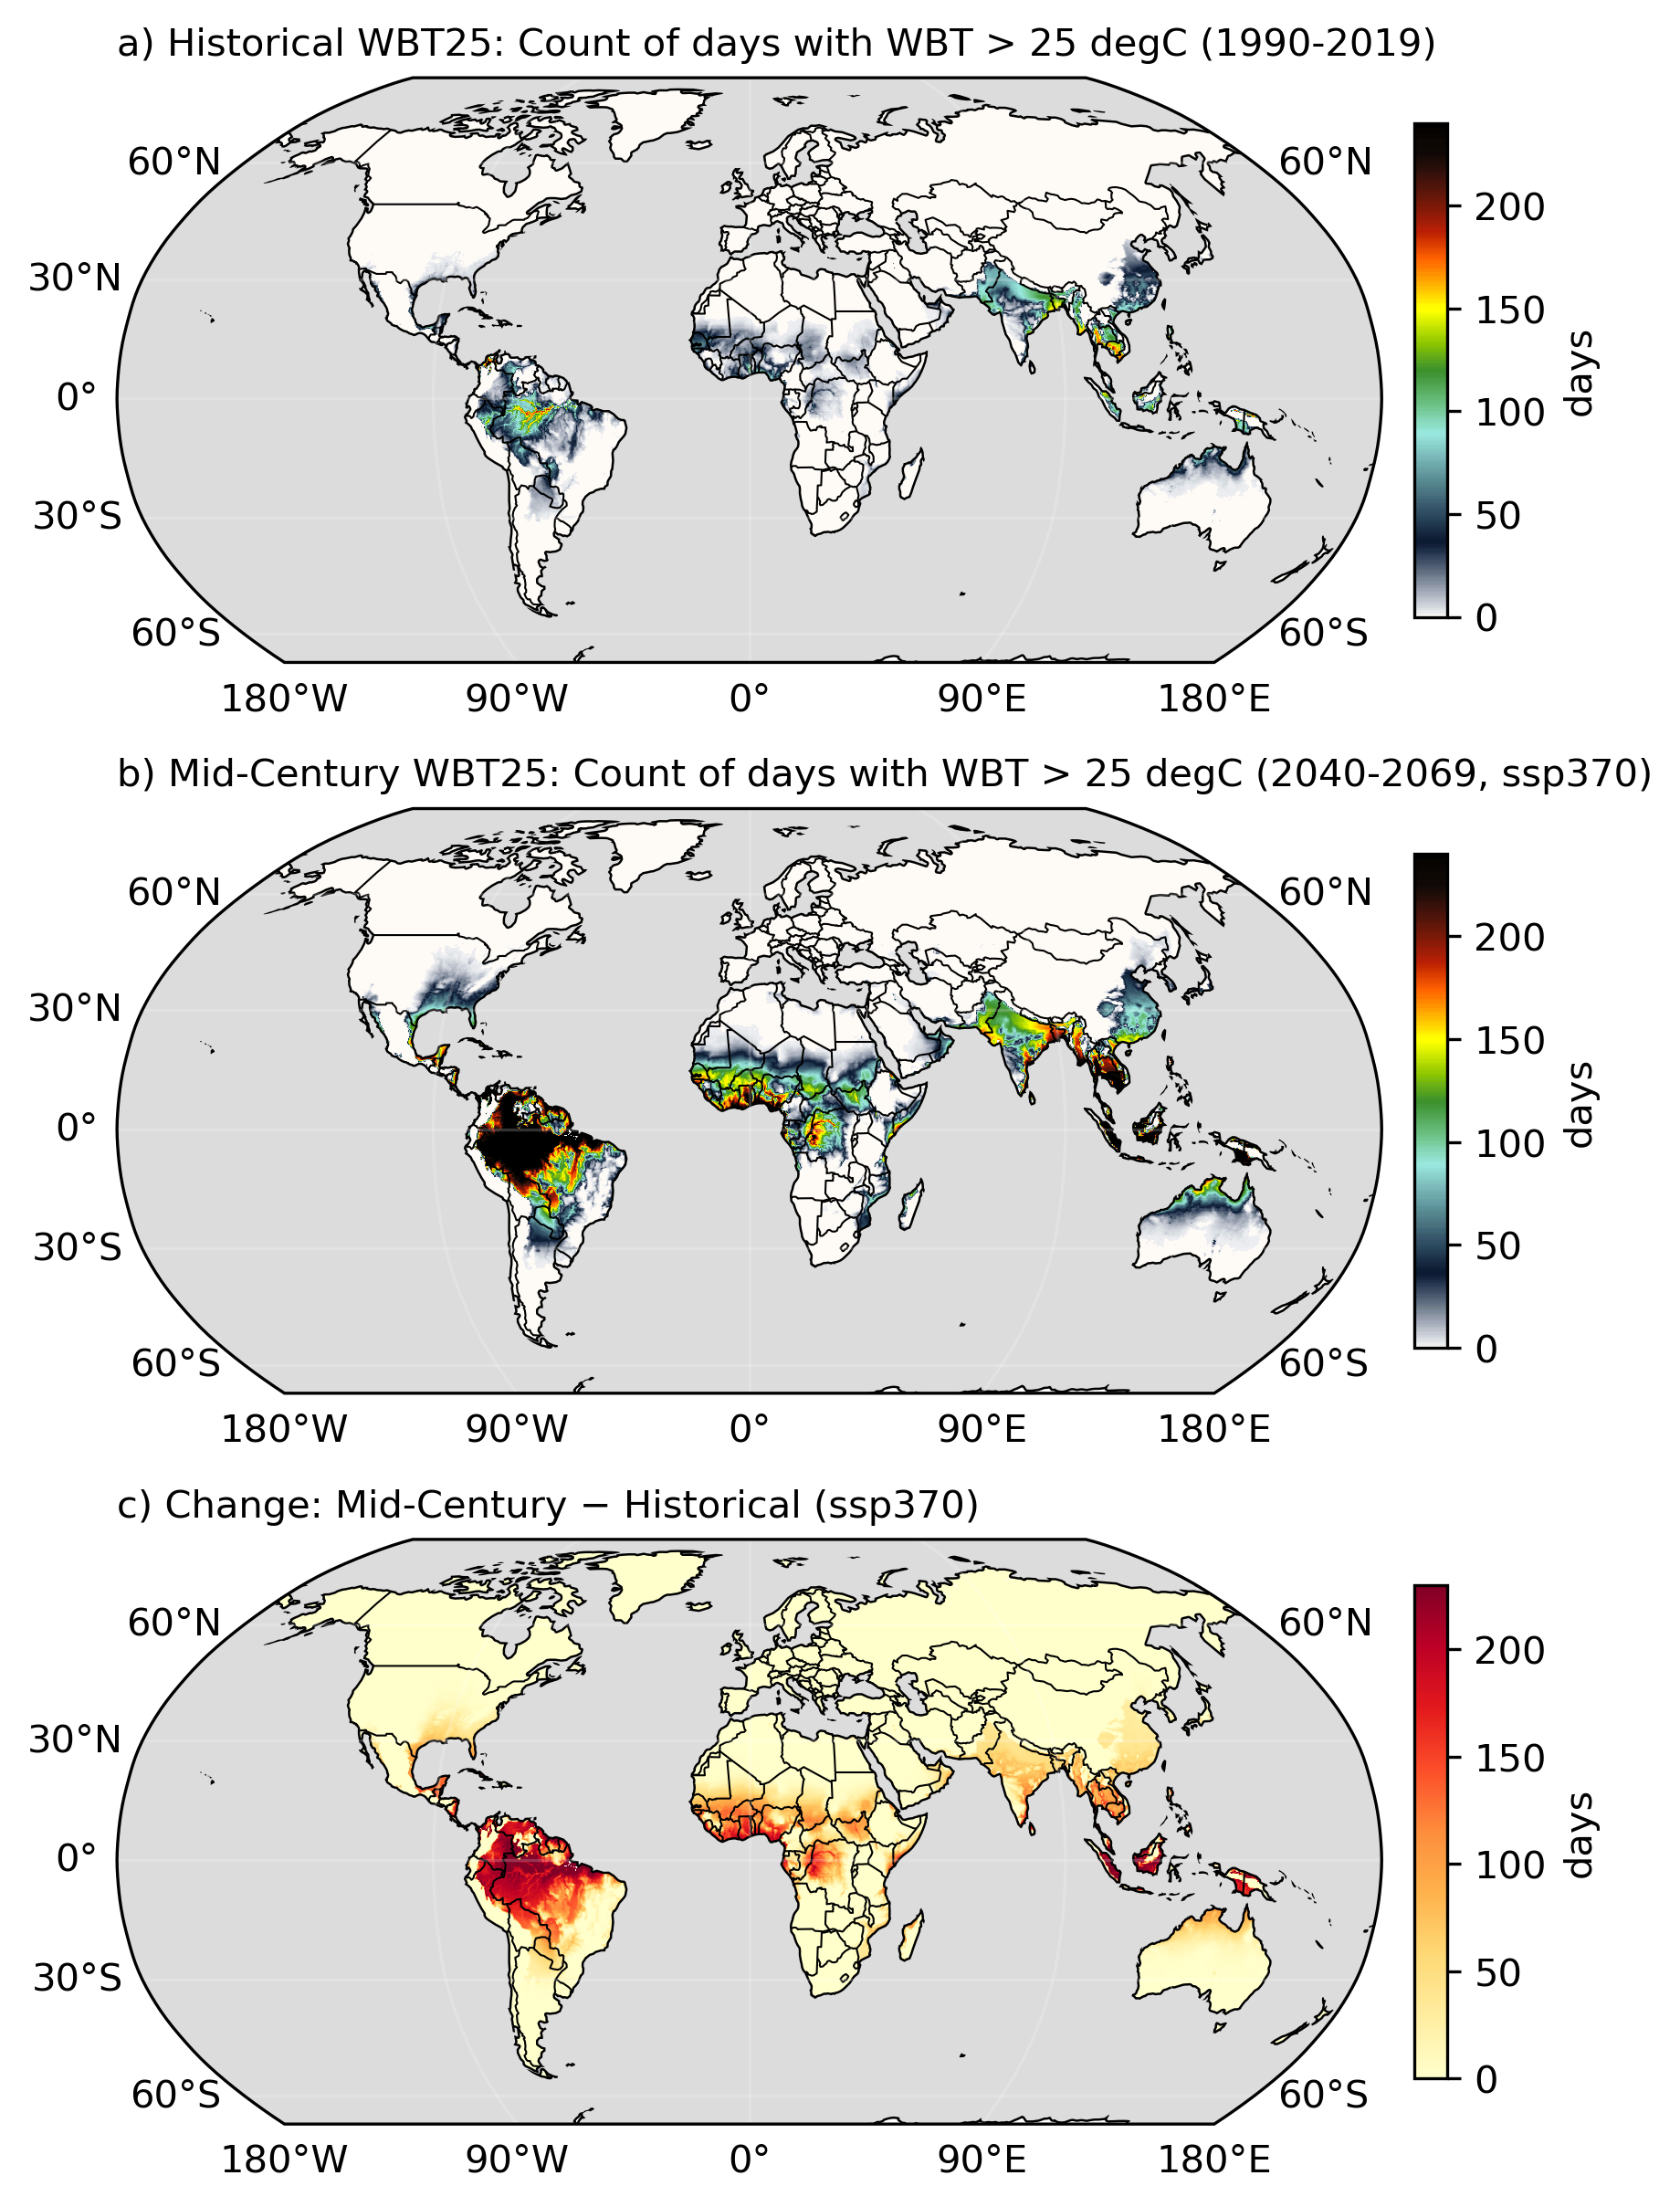 a) Historical WBT25: Count of days with WBT > 25 degC (1990-2019)
60°N 60°N
30°N
0°
30°S
60°S 60°S
180°W 90°W 0° 90°E 180°E
200
150
100
50
0
days
b) Mid-Century WBT25: Count of days with WBT > 25 degC (2040-2069, ssp370)
60°N 60°N
30°N
0°
30°S
60°S 60°S
180°W 90°W 0° 90°E 180°E
200
150
100
50
0
days
c) Change: Mid-Century − Historical (ssp370)
60°N 60°N
30°N
0°
30°S
60°S 60°S
180°W 90°W 0° 90°E 180°E
200
150
100
50
0
days